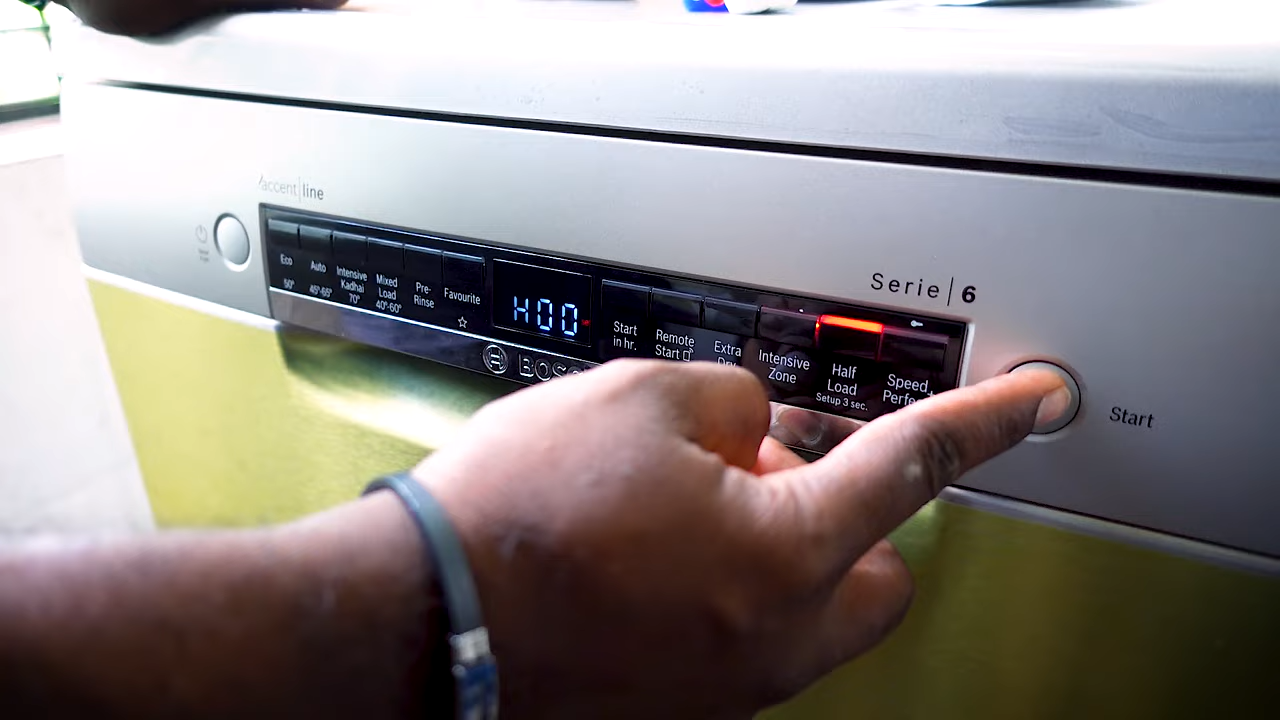 accent|line
Eco
50°
Auto
45°-65°
Intensive
Kadhai
70°
Mixed
Load
40°-60°
Pre-
Rinse
Favourite
H00
Start
in hr.
Remote
Start
Extra
Intensive
Zone
Half
Load
Setup 3 sec.
Speed
Serie|6
Start